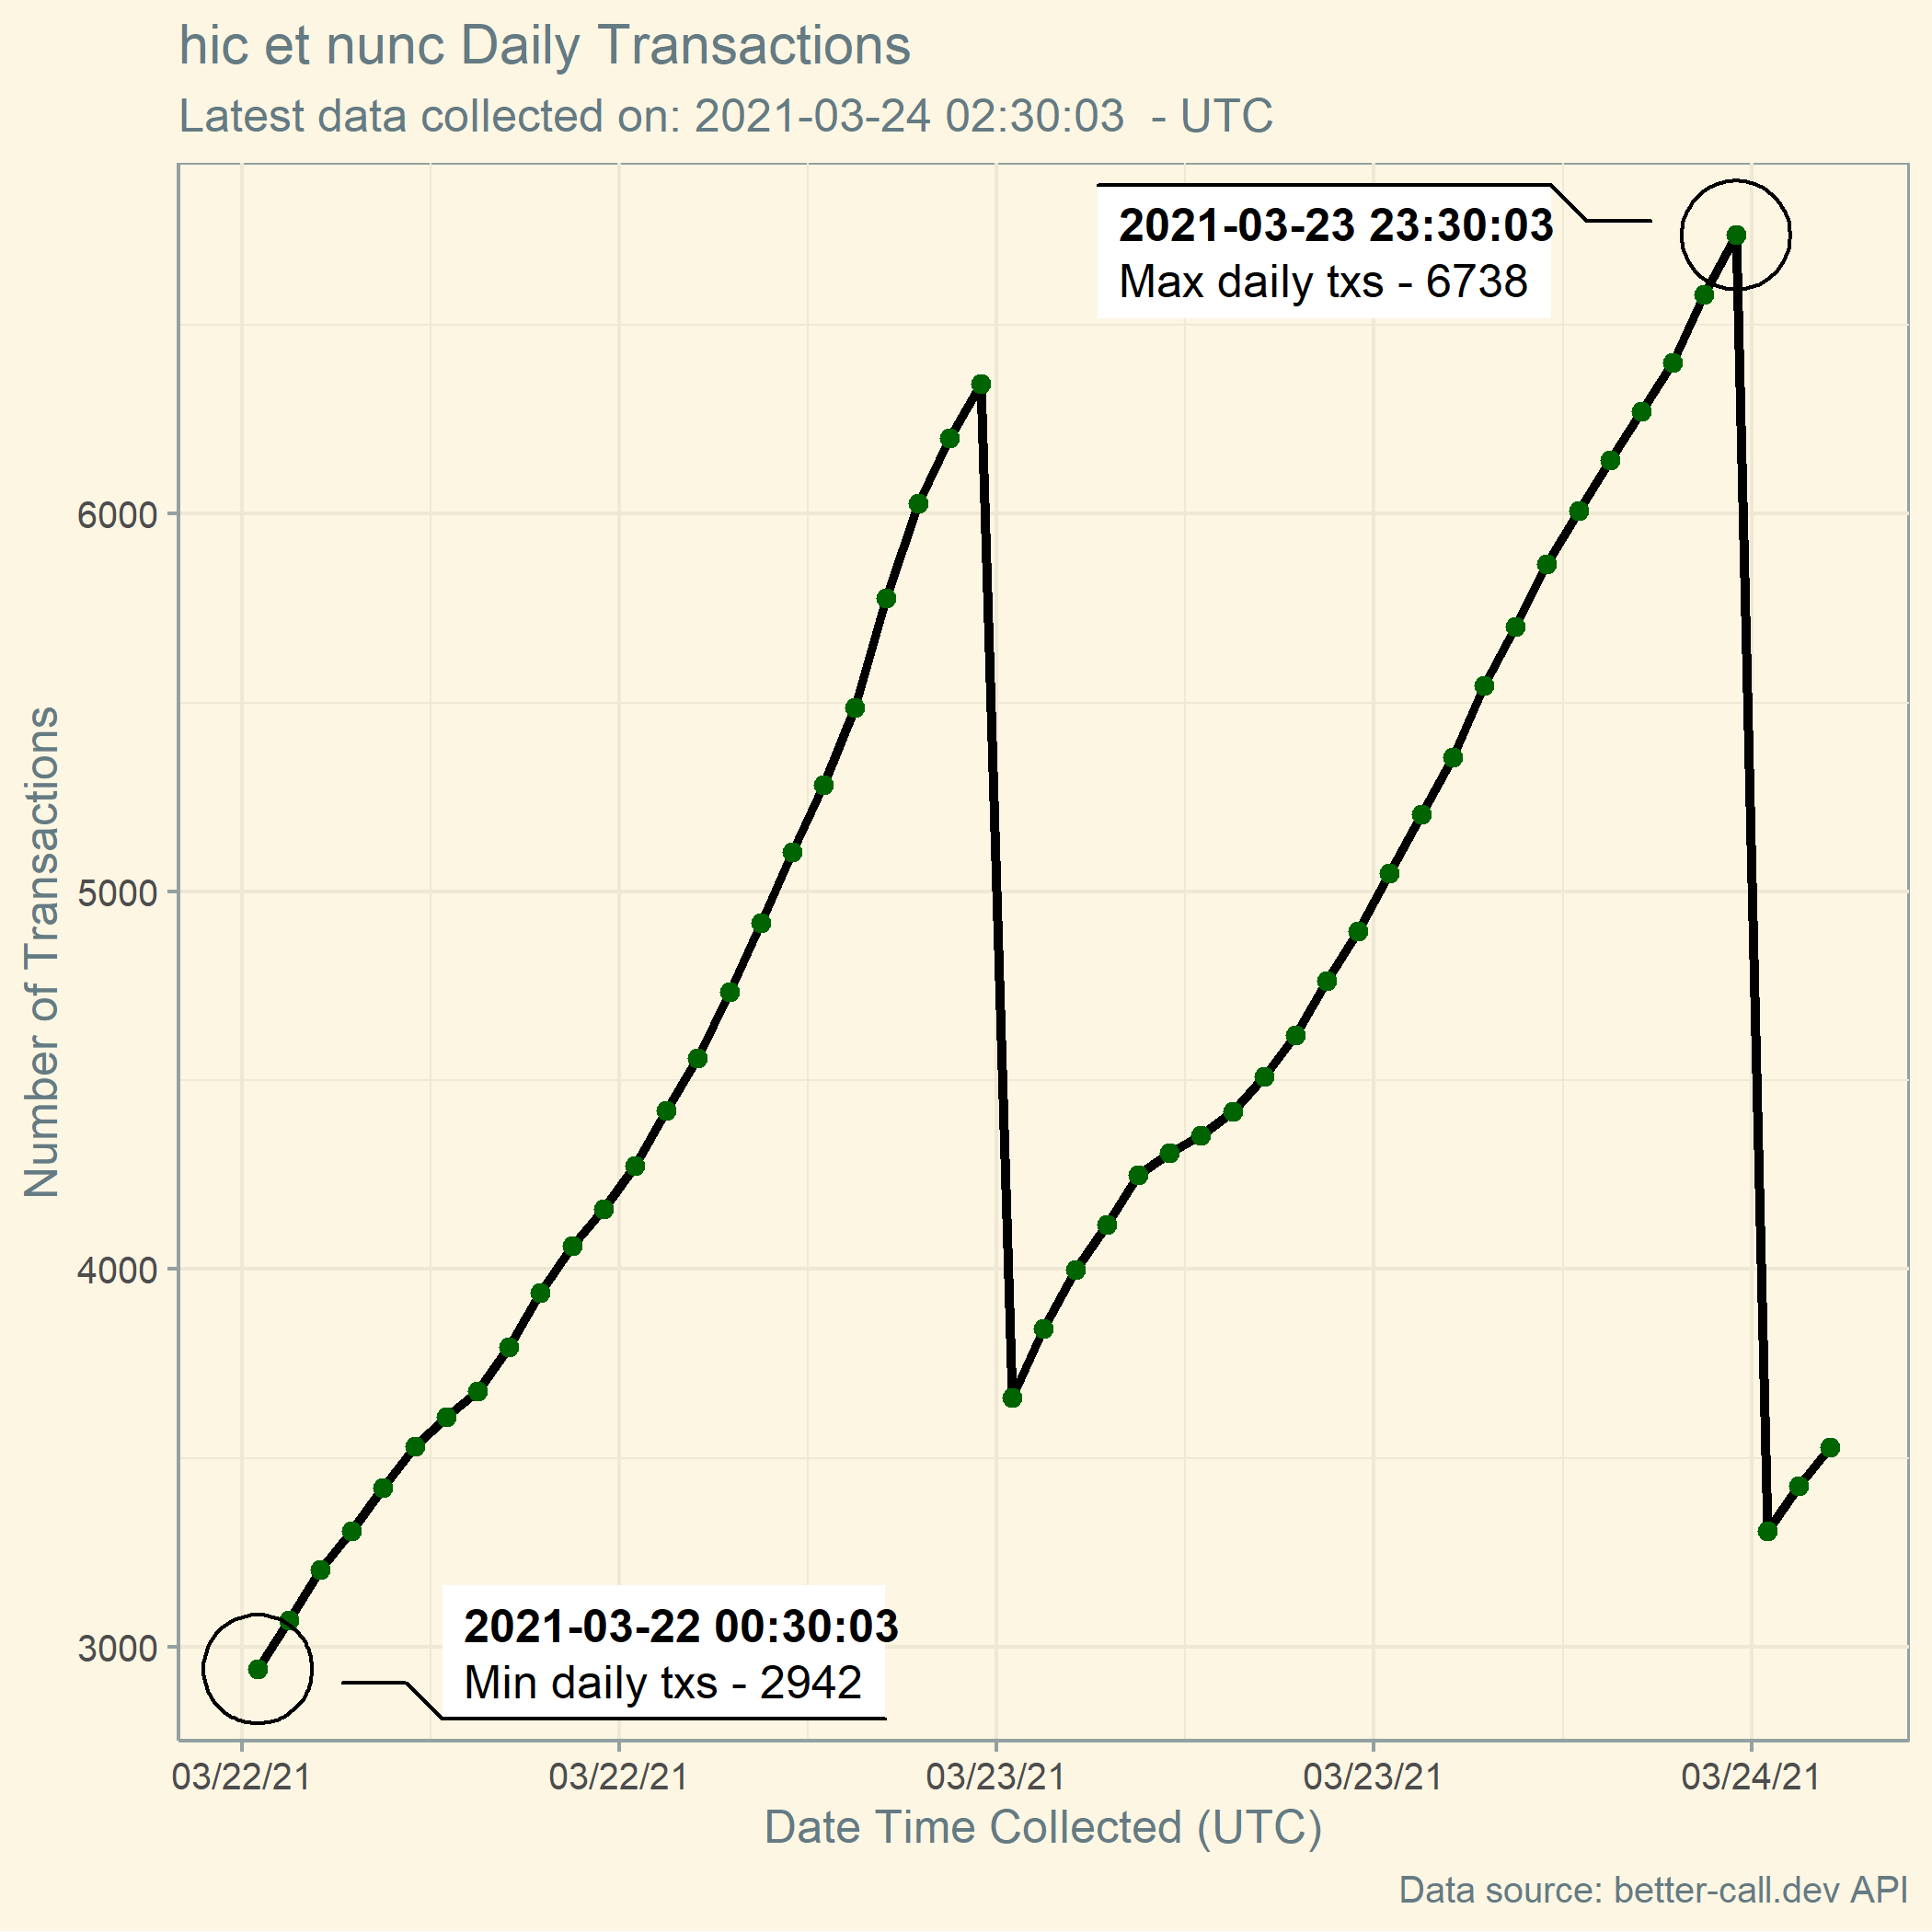 hic et nunc Daily Transactions
Latest data collected on: 2021-03-24 02:30:03  - UTC
2021-03-23 23:30:03
Max daily txs - 6738
Number of Transactions
6000
5000
4000
3000
2021-03-22 00:30:03
Min daily txs - 2942
03/22/21 03/22/21 03/23/21 03/23/21 03/24/21
Date Time Collected (UTC)
Data source: better-call.dev API